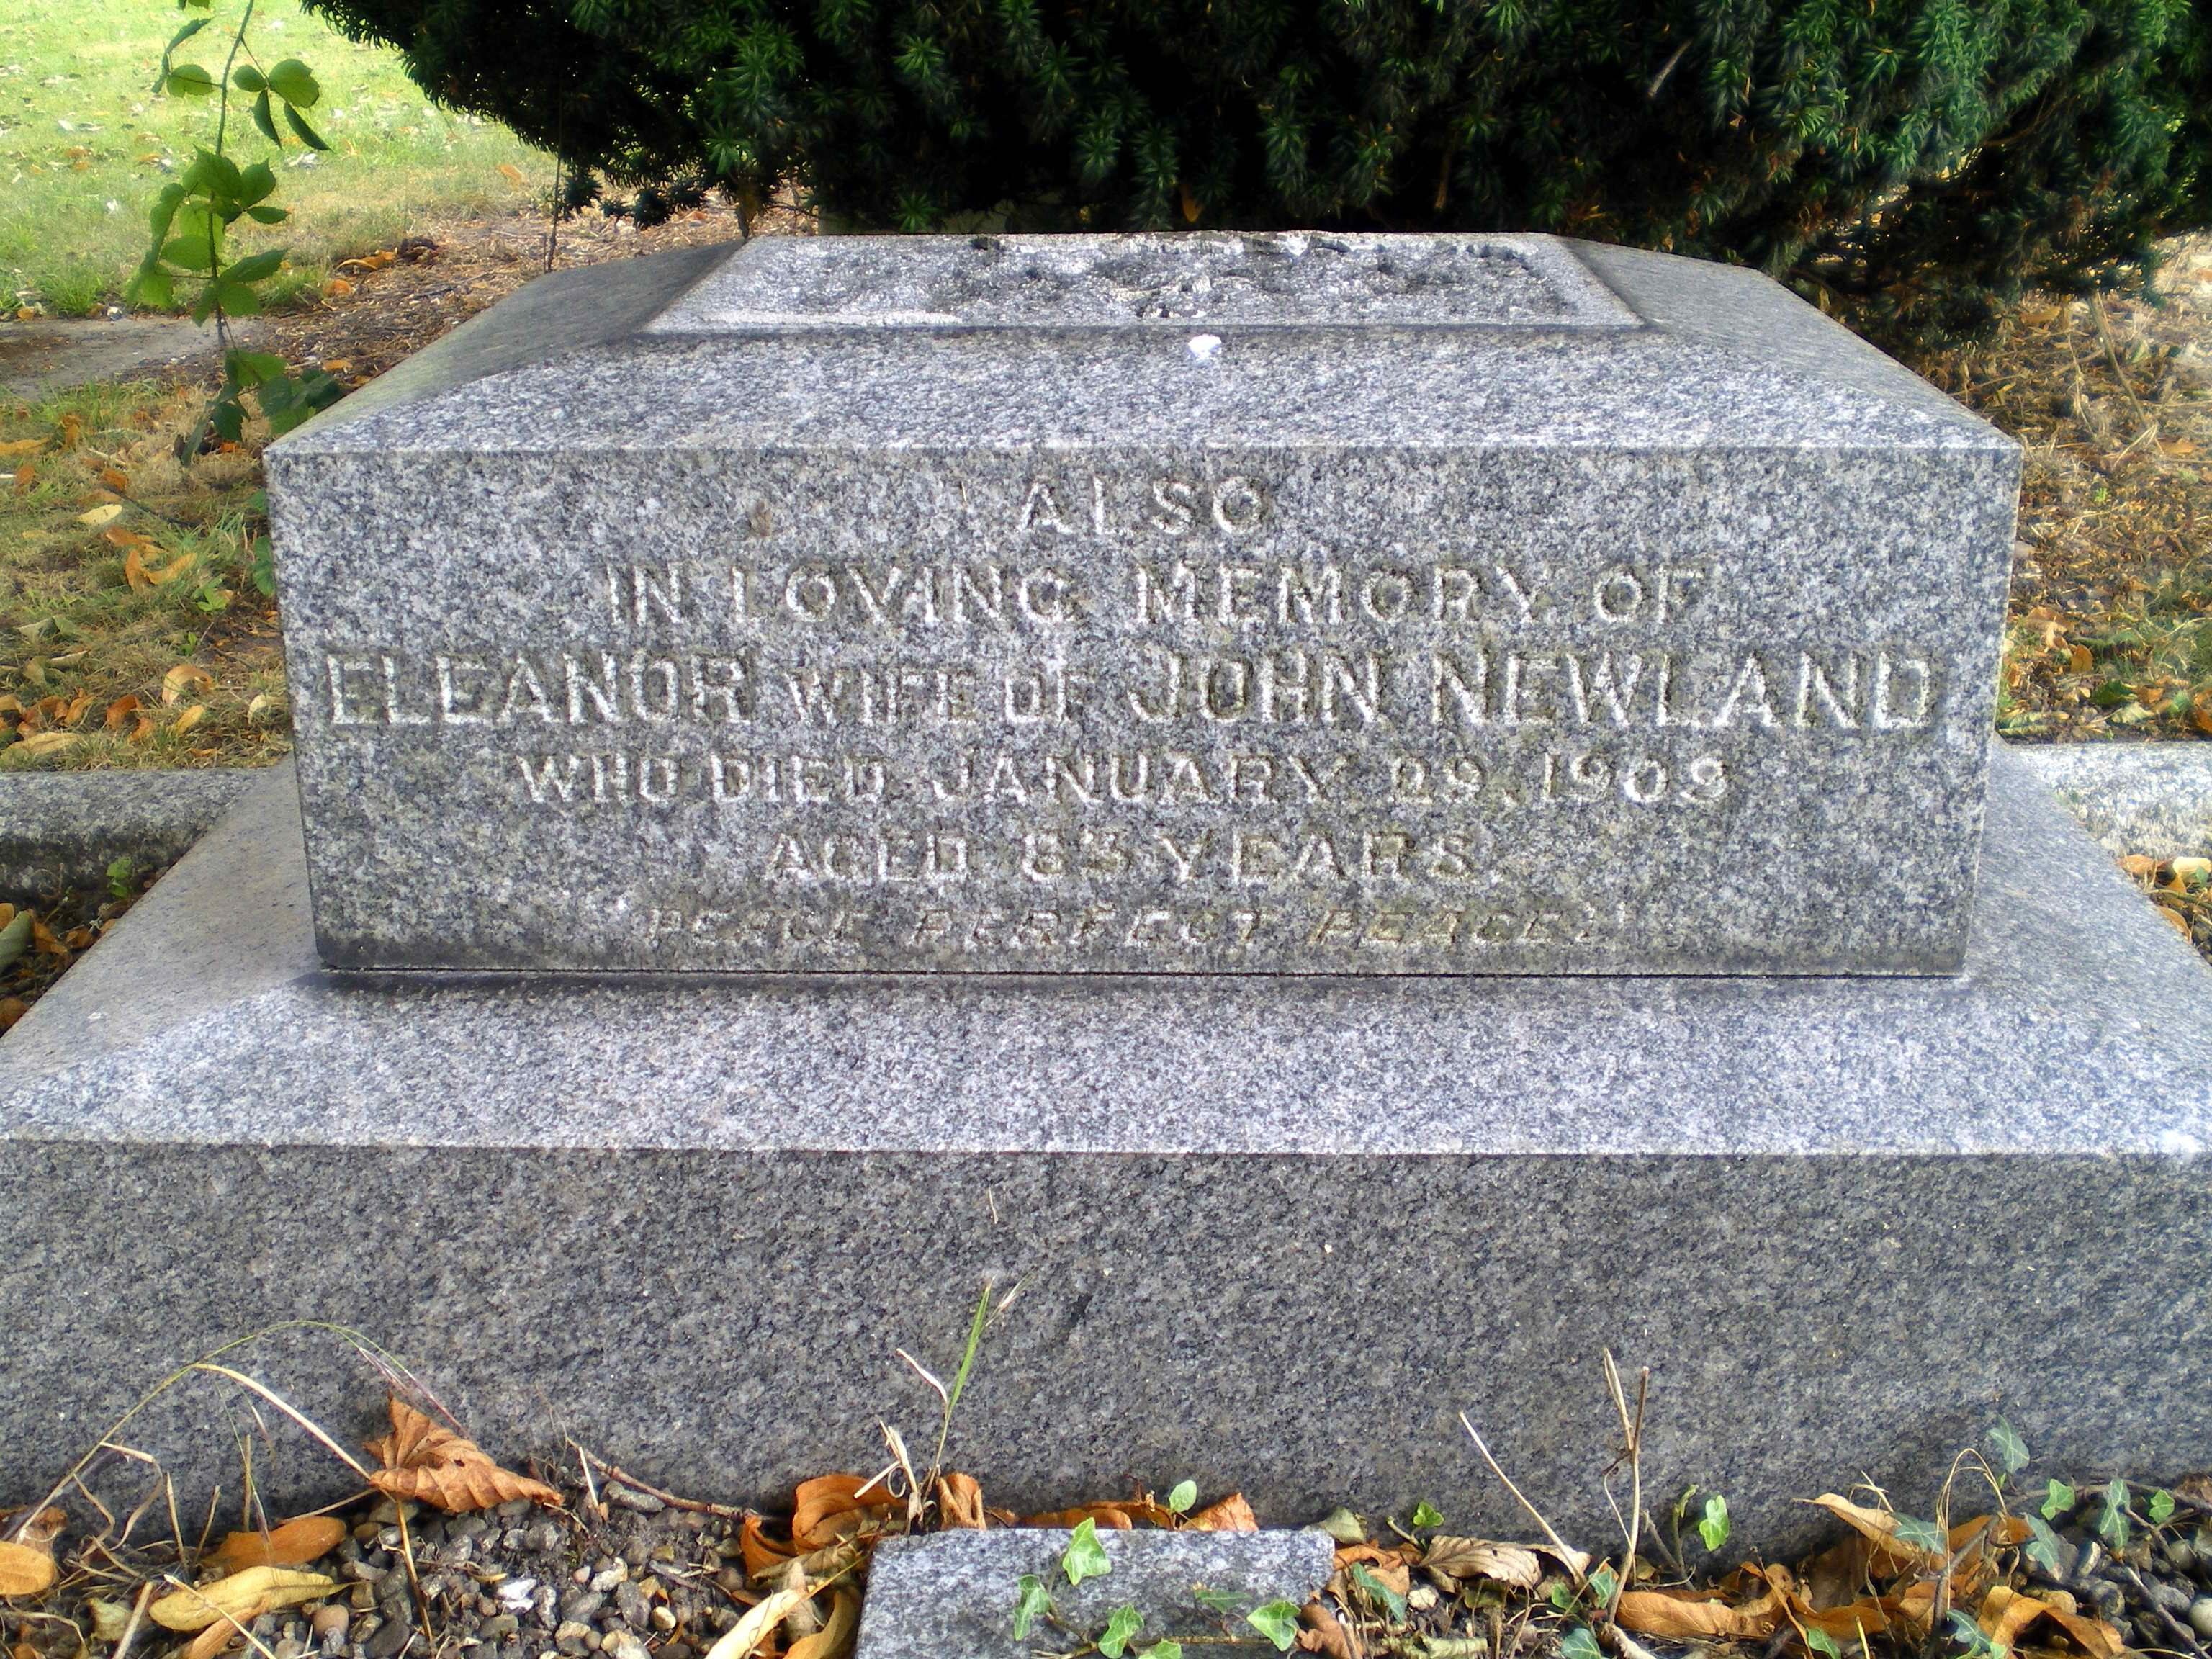 ALSO
IN LOVING MEMORY OF
ELEANOR WIFE OF JOHN NEWLAND
WHO DIED JANUARY 29, 1909
AGED 83 YEARS.
PEACE PERFECT PEACE